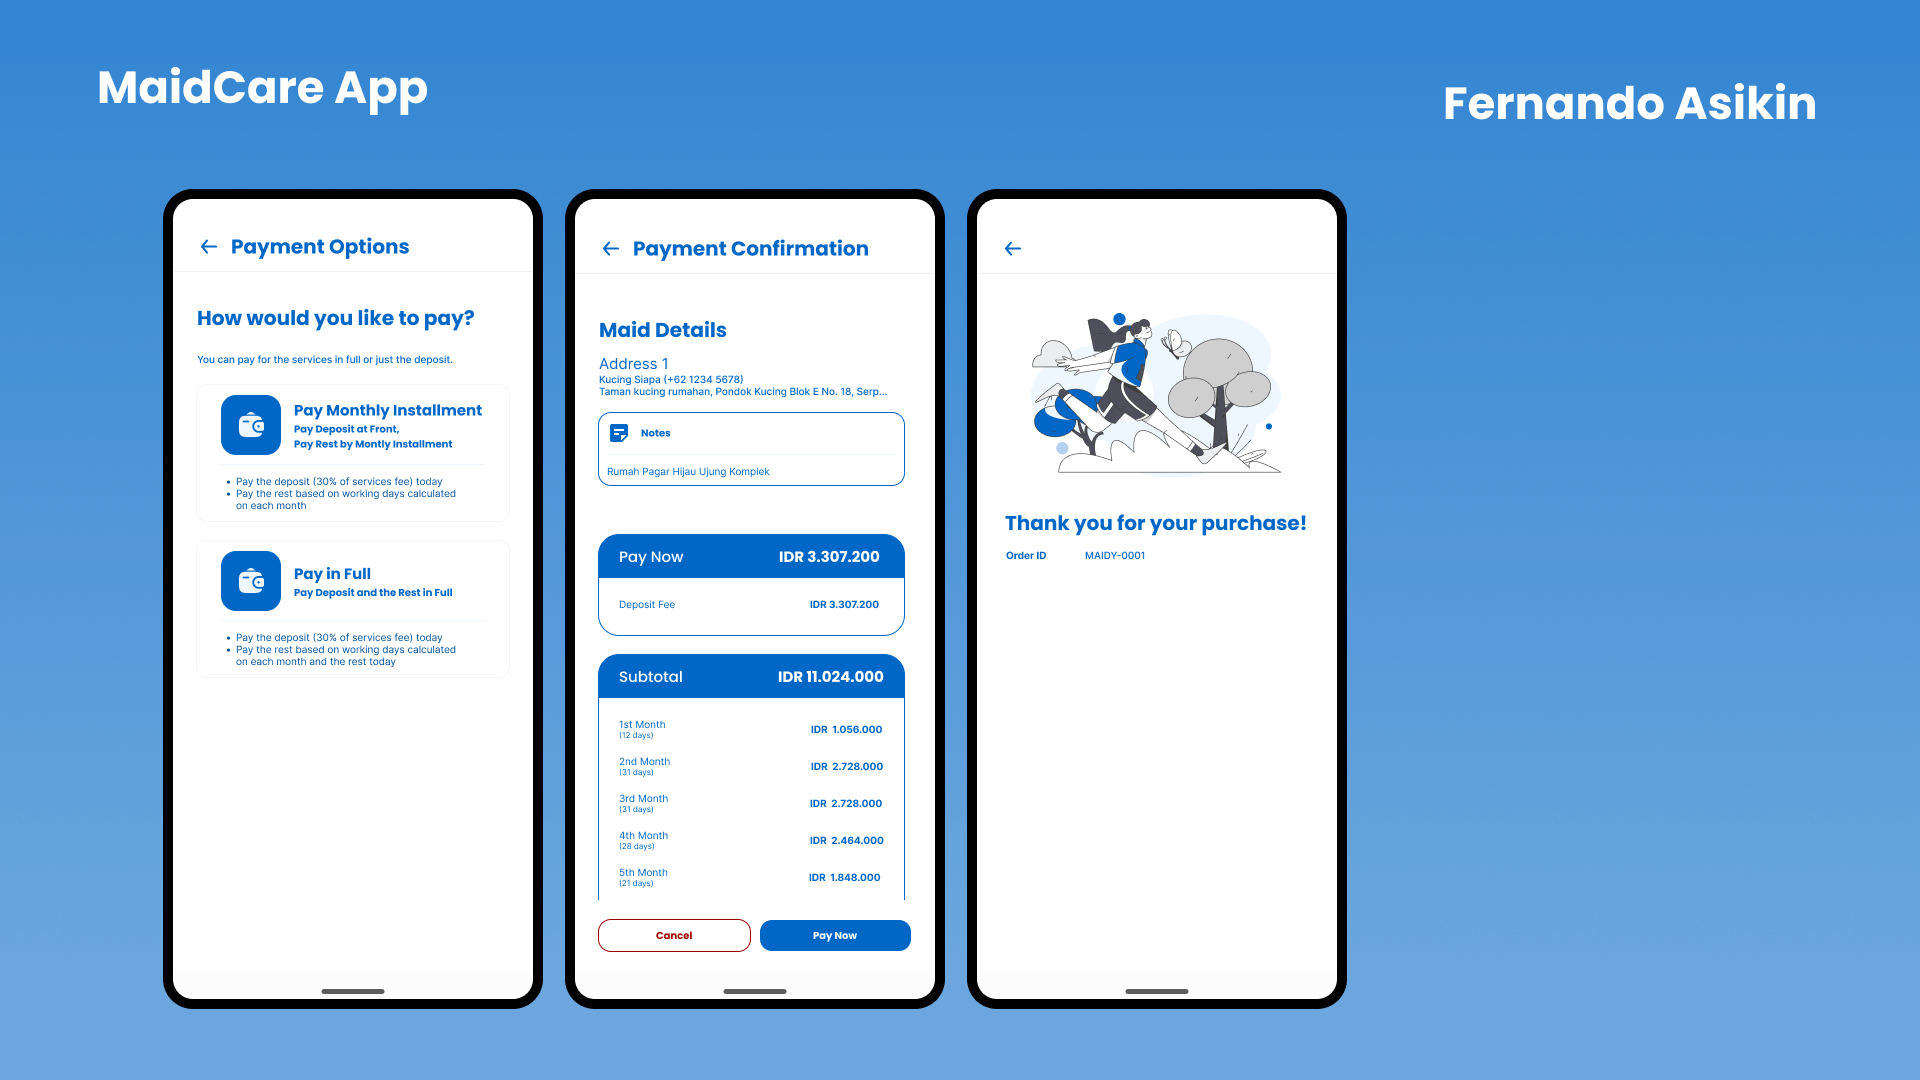 MaidCare App
Fernando Asikin
Payment Options
How would you like to pay?
You can pay for the services in full or just the deposit.
Pay Monthly Installment
Pay Deposit at Front,
Pay Rest by Montly Installment
• Pay the deposit (30% of services fee) today
• Pay the rest based on working days calculated
on each month
Pay in Full
Pay Deposit and the Rest in Full
• Pay the deposit (30% of services fee) today
• Pay the rest based on working days calculated
on each month and the rest today
Payment Confirmation
Maid Details
Address 1
Kucing Siapa (+62 1234 5678)
Taman kucing rumahan, Pondok Kucing Blok E No. 18, Serp...
Notes
Rumah Pagar Hijau Ujung Komplek
Pay Now IDR 3.307.200
Deposit Fee IDR 3.307.200
Subtotal IDR 11.024.000
1st Month IDR 1.056.000
(12 days)
2nd Month IDR 2.728.000
(31 days)
3rd Month IDR 2.728.000
(31 days)
4th Month IDR 2.464.000
(28 days)
5th Month IDR 1.848.000
(21 days)
Cancel Pay Now
Thank you for your purchase!
Order ID MAIDY-0001